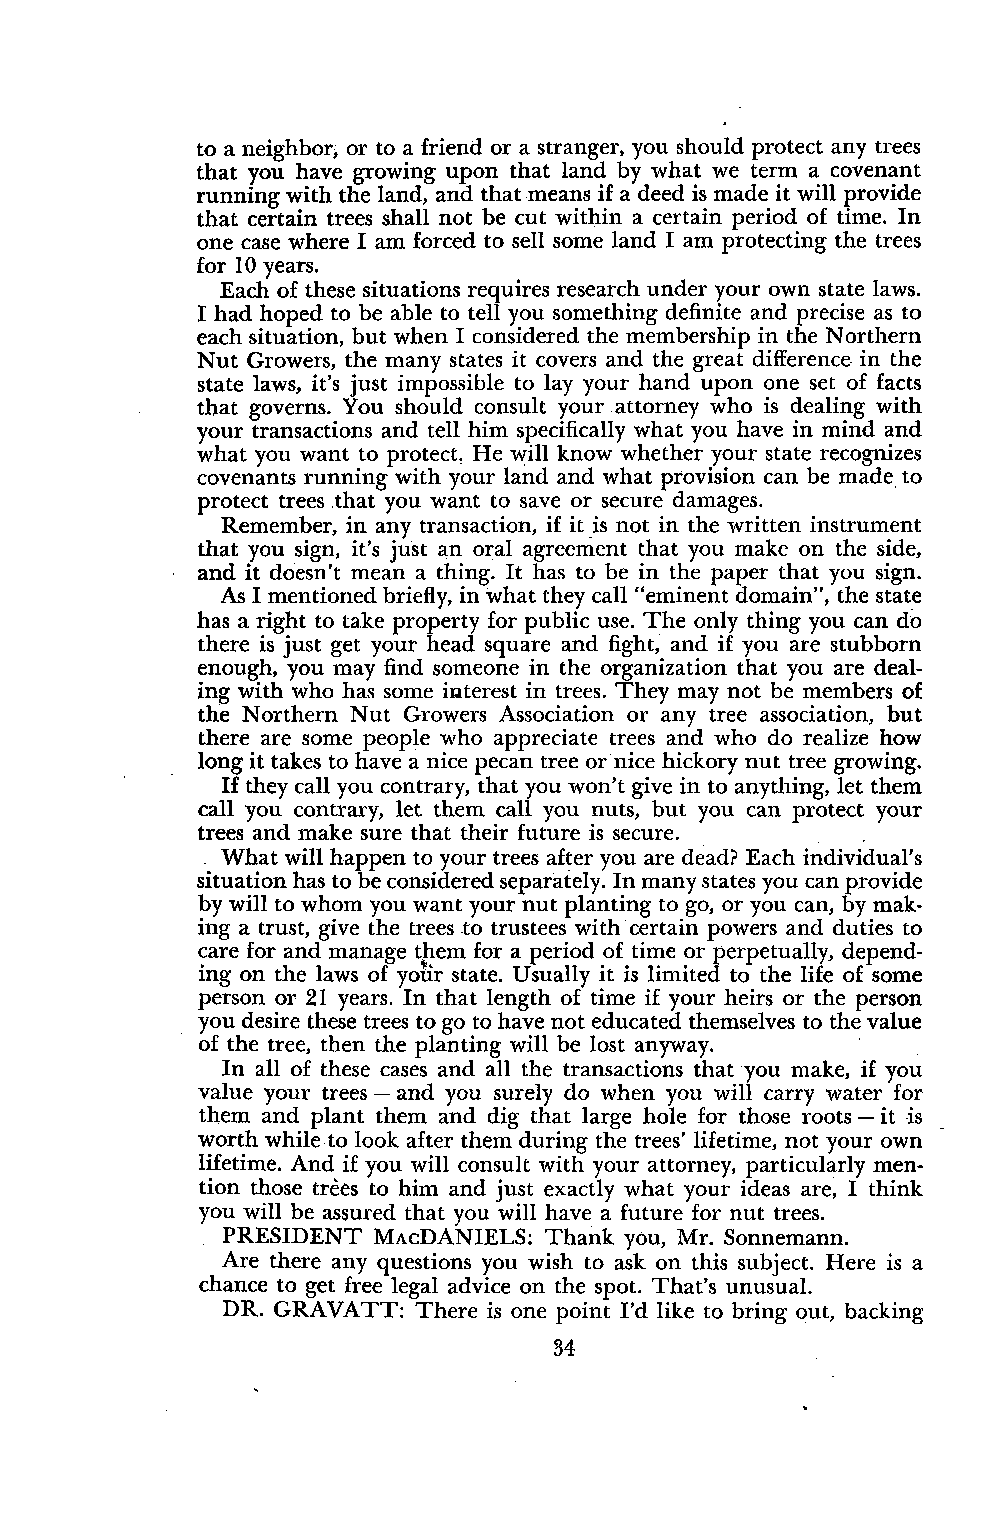 to a neighbor, or to a friend or a stranger, you should protect any trees
that you have growing upon that land by what we term a covenant
running with the land, and that means if a deed is made it will provide
that certain trees shall not be cut within a certain period of time. In
one case where I am forced to sell some land I am protecting the trees
for 10 years.
Each of these situations requires research under your own state laws.
I had hoped to be able to tell you something definite and precise as to
each situation, but when I considered the membership in the Northern
Nut Growers, the many states it covers and the great difference in the
state laws, it's just impossible to lay your hand upon one set of facts
that governs. You should consult your attorney who is dealing with
your transactions and tell him specifically what you have in mind and
what you want to protect. He will know whether your state recognizes
covenants running with your land and what provision can be made to
protect trees that you want to save or secure damages.
Remember, in any transaction, if it is not in the written instrument
that you sign, it's just an oral agreement that you make on the side,
and it doesn't mean a thing. It has to be in the paper that you sign.
As I mentioned briefly, in what they call "eminent domain", the state
has a right to take property for public use. The only thing you can do
there is just get your head square and fight, and if you are stubborn
enough, you may find someone in the organization that you are deal-
ing with who has some interest in trees. They may not be members of
the Northern Nut Growers Association or any tree association, but
there are some people who appreciate trees and who do realize how
long it takes to have a nice pecan tree or nice hickory nut tree growing.
If they call you contrary, that you won't give in to anything, let them
call you contrary, let them call you nuts, but you can protect your
trees and make sure that their future is secure.
What will happen to your trees after you are dead? Each individual's
situation has to be considered separately. In many states you can provide
by will to whom you want your nut planting to go, or you can, by mak-
ing a trust, give the trees to trustees with certain powers and duties to
care for and manage them for a period of time or perpetually, depend-
ing on the laws of your state. Usually it is limited to the life of some
person or 21 years. In that length of time if your heirs or the person
you desire these trees to go to have not educated themselves to the value
of the tree, then the planting will be lost anyway.
In all of these cases and all the transactions that you make, if you
value your trees — and you surely do when you will carry water for
them and plant them and dig that large hole for those roots — it is
worth while to look after them during the trees' lifetime, not your own
lifetime. And if you will consult with your attorney, particularly men-
tion those trees to him and just exactly what your ideas are, I think
you will be assured that you will have a future for nut trees.
PRESIDENT MACDANIELS: Thank you, Mr. Sonnemann.
Are there any questions you wish to ask on this subject. Here is a
chance to get free legal advice on the spot. That's unusual.
DR. GRAVATT: There is one point I'd like to bring out, backing
34